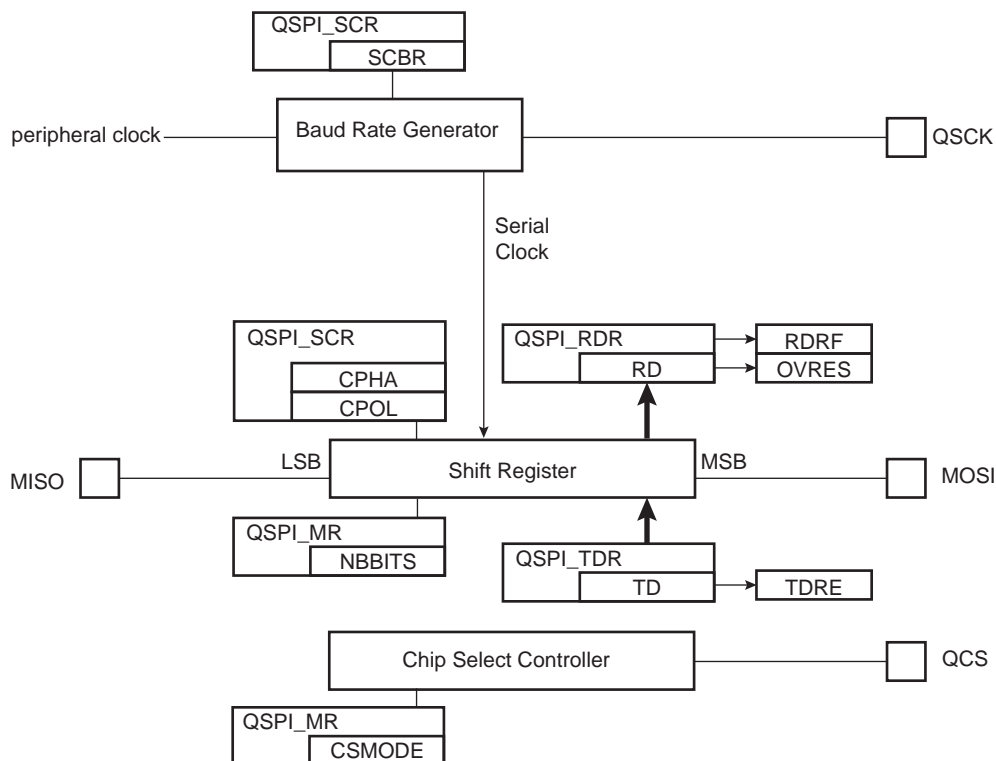 QSPI_SCR
SCBR
peripheral clock
Baud Rate Generator
QSCK
Serial
Clock
QSPI_SCR
CPHA
CPOL
QSPI_RDR
RD
RDRF
OVRES
MISO
LSB
Shift Register
MSB
MOSI
QSPI_MR
NBBITS
QSPI_TDR
TD
TDRE
Chip Select Controller
QCS
QSPI_MR
CSMODE